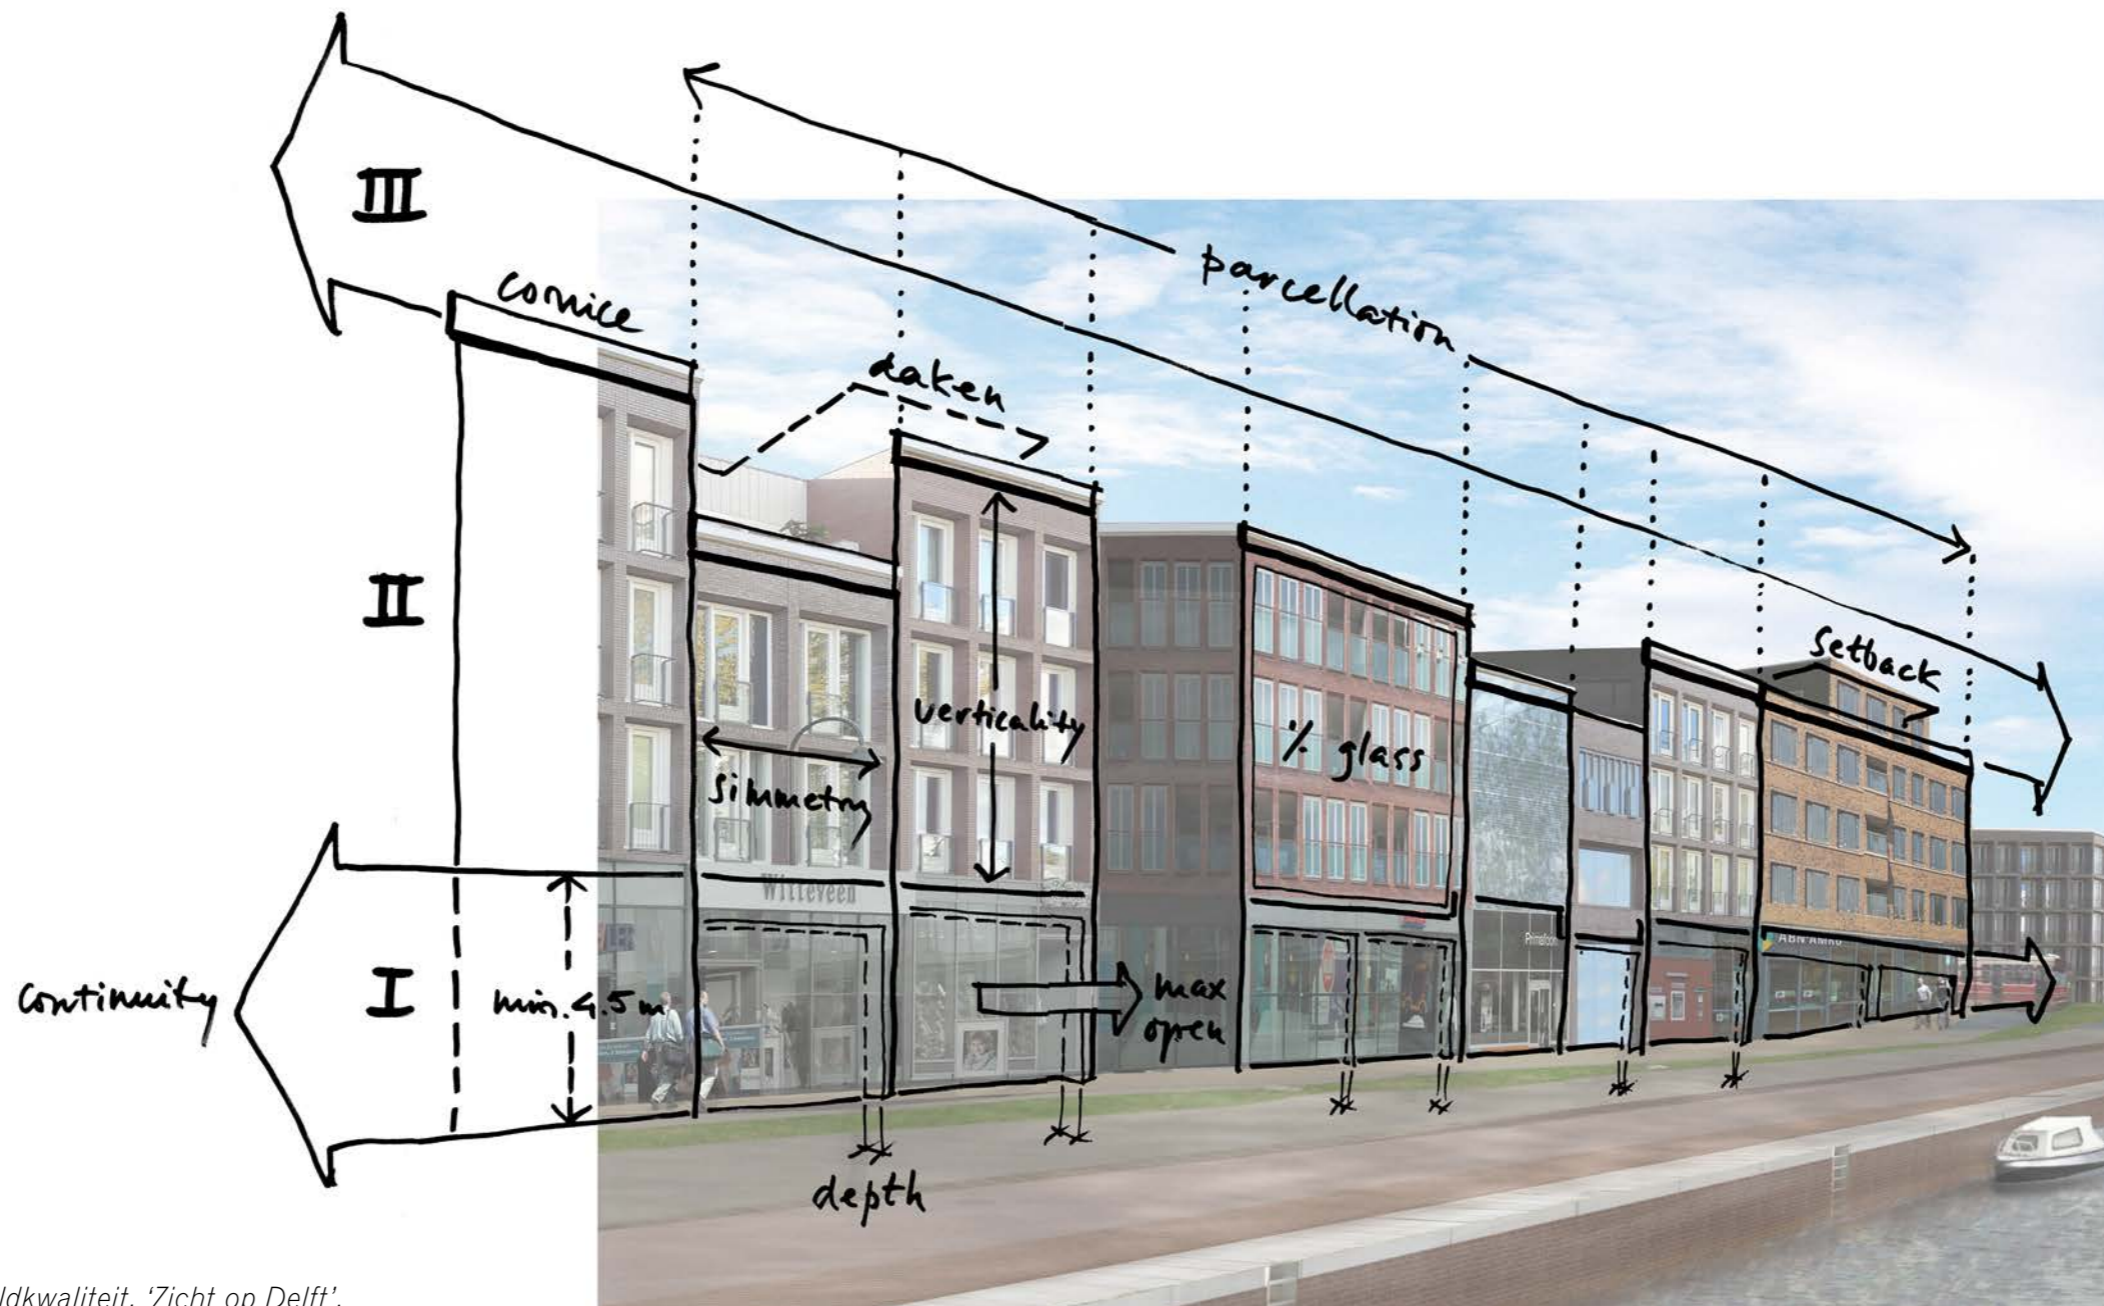 III
cornice
parcellation
daken
setback
II
verticality
% glass
simmetry
Witteveen
Primafoon
ABN AMRO
continuity
I
min. 4.5 m
max
open
depth
ldkwaliteit, ‘Zicht op Delft’.